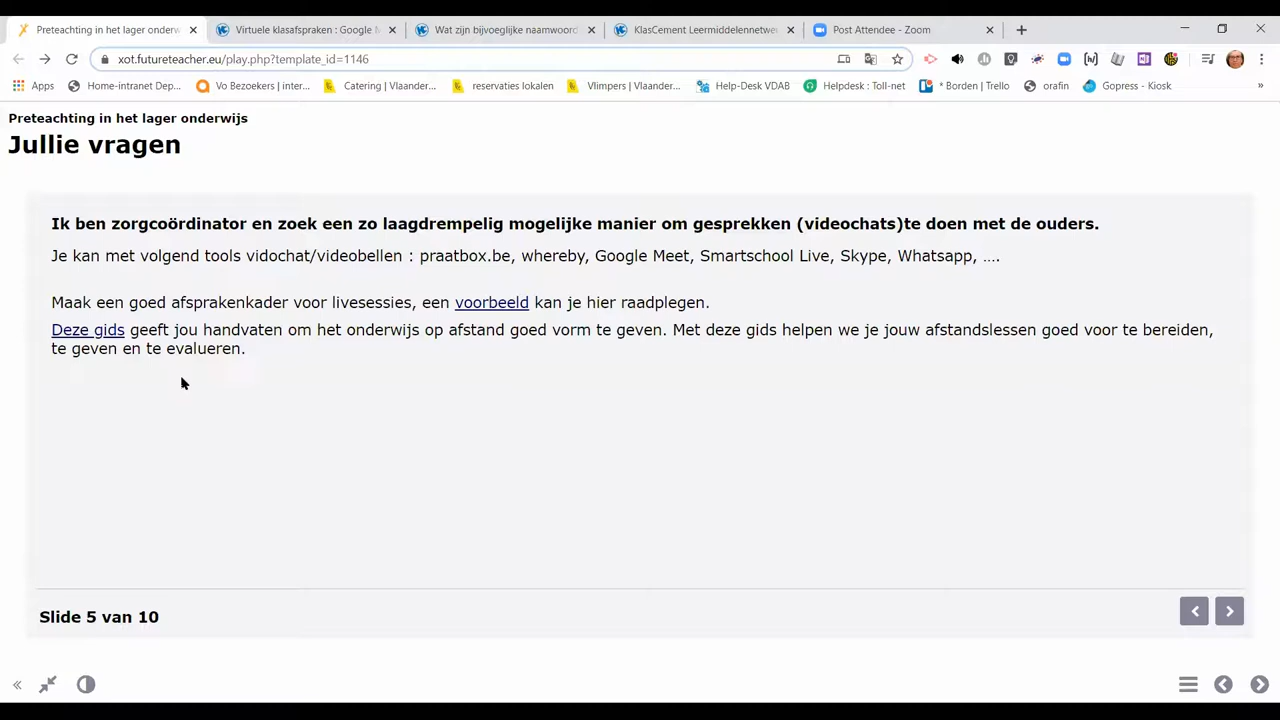 Preteachting in het lager onderw
Virtuele klasafspraken : Google
Wat zijn bijvoeglijke naamwoord
KlasCement Leermiddelennetwe
Post Attendee - Zoom
xot.futureteacher.eu/play.php?template_id=1146
Apps
Home-intranet Dep...
Vo Bezoekers | inter...
Catering | Vlaander...
reservaties lokalen
Vlimpers | Vlaander...
Help-Desk VDAB
Helpdesk : Toll-net
* Borden | Trello
orafin
Gopress - Kiosk
»
Preteachting in het lager onderwijs
Jullie vragen
Ik ben zorgcoördinator en zoek een zo laagdrempelig mogelijke manier om gesprekken (videochats)te doen met de ouders.
Je kan met volgend tools vidochat/videobellen : praatbox.be, whereby, Google Meet, Smartschool Live, Skype, Whatsapp, ....
Maak een goed afsprakenkader voor livesessies, een voorbeeld kan je hier raadplegen.
Deze gids geeft jou handvaten om het onderwijs op afstand goed vorm te geven. Met deze gids helpen we je jouw afstandslessen goed voor te bereiden,
te geven en te evalueren.
Slide 5 van 10